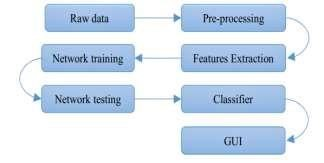 Raw data
Pre-processing
Network training
Features Extraction
Network testing
Classifier
GUI